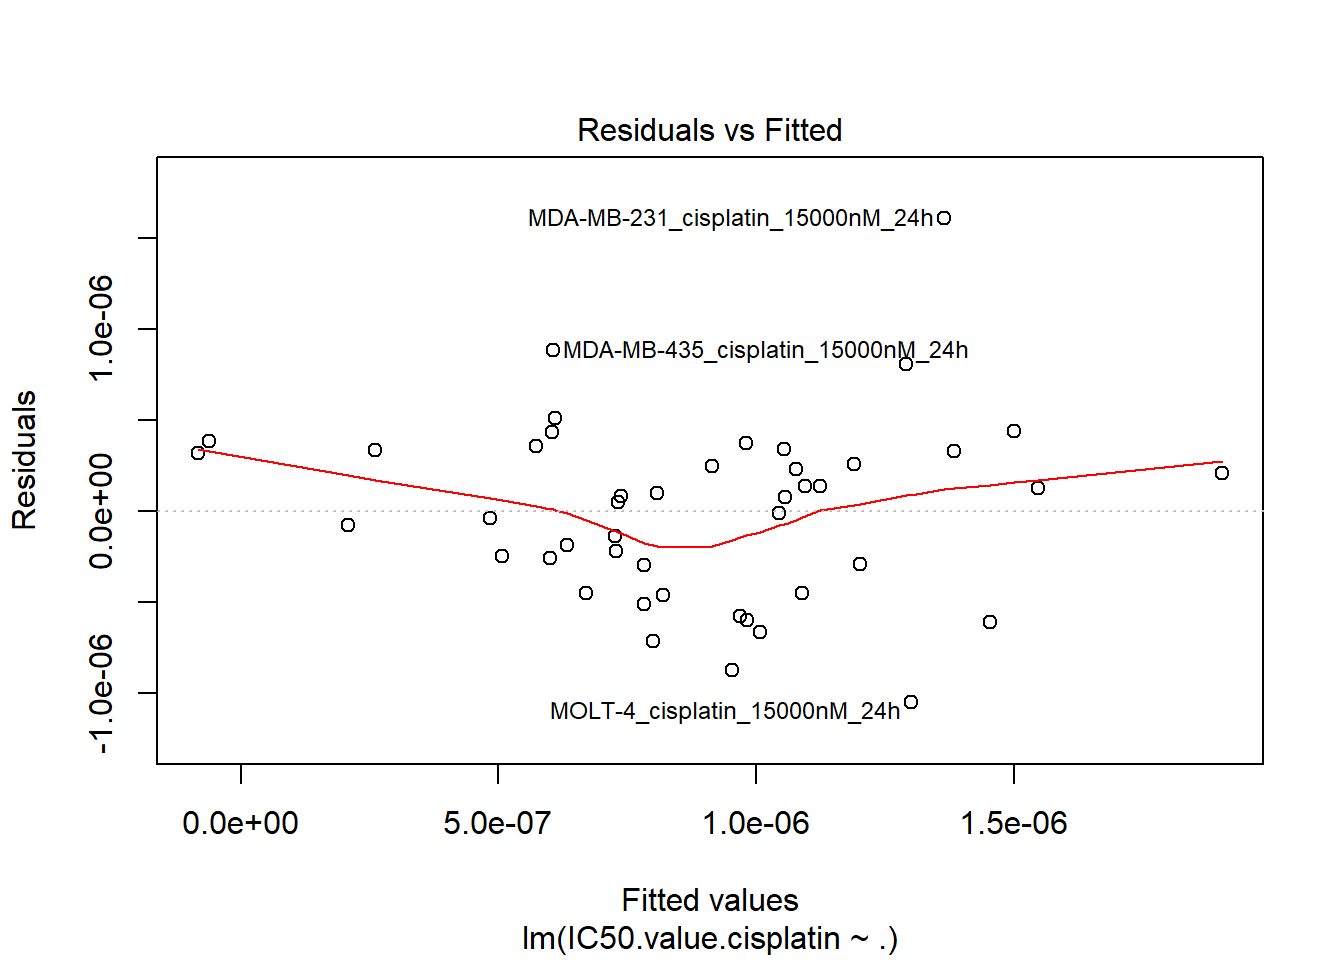 Residuals vs Fitted
MDA-MB-231_cisplatin_15000nM_24h
MDA-MB-435_cisplatin_15000nM_24h
MOLT-4_cisplatin_15000nM_24h
Residuals
1.0e-06
0.0e+00
-1.0e-06
0.0e+00 5.0e-07 1.0e-06 1.5e-06
Fitted values
lm(IC50.value.cisplatin ~ .)